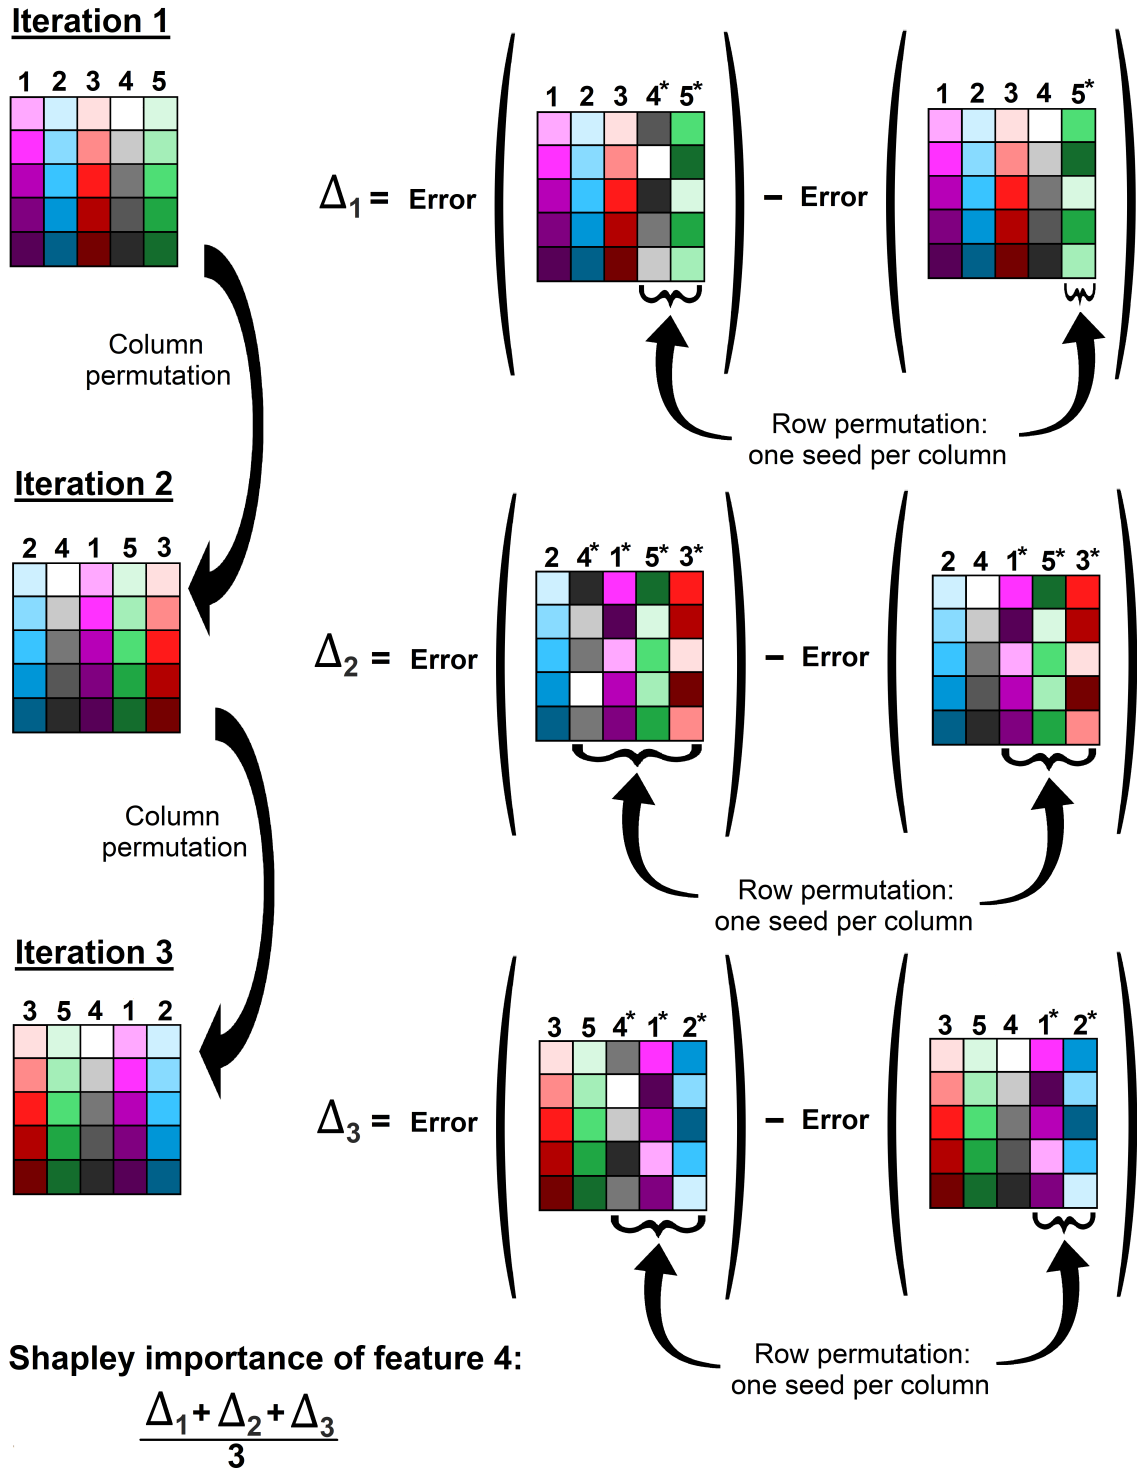 Iteration 1
1 2 3 4 5
1 2 3 4* 5*
1 2 3 4 5*
Δ1 = Error − Error
Column
permutation
Row permutation:
one seed per column
Iteration 2
2 4 1 5 3
2 4* 1* 5* 3*
2 4 1* 5* 3*
Δ2 = Error − Error
Column
permutation
Row permutation:
one seed per column
Iteration 3
3 5 4 1 2
3 5 4* 1* 2*
3 5 4 1* 2*
Δ3 = Error − Error
Row permutation:
one seed per column
Shapley importance of feature 4:
Δ1 + Δ2 + Δ3
3